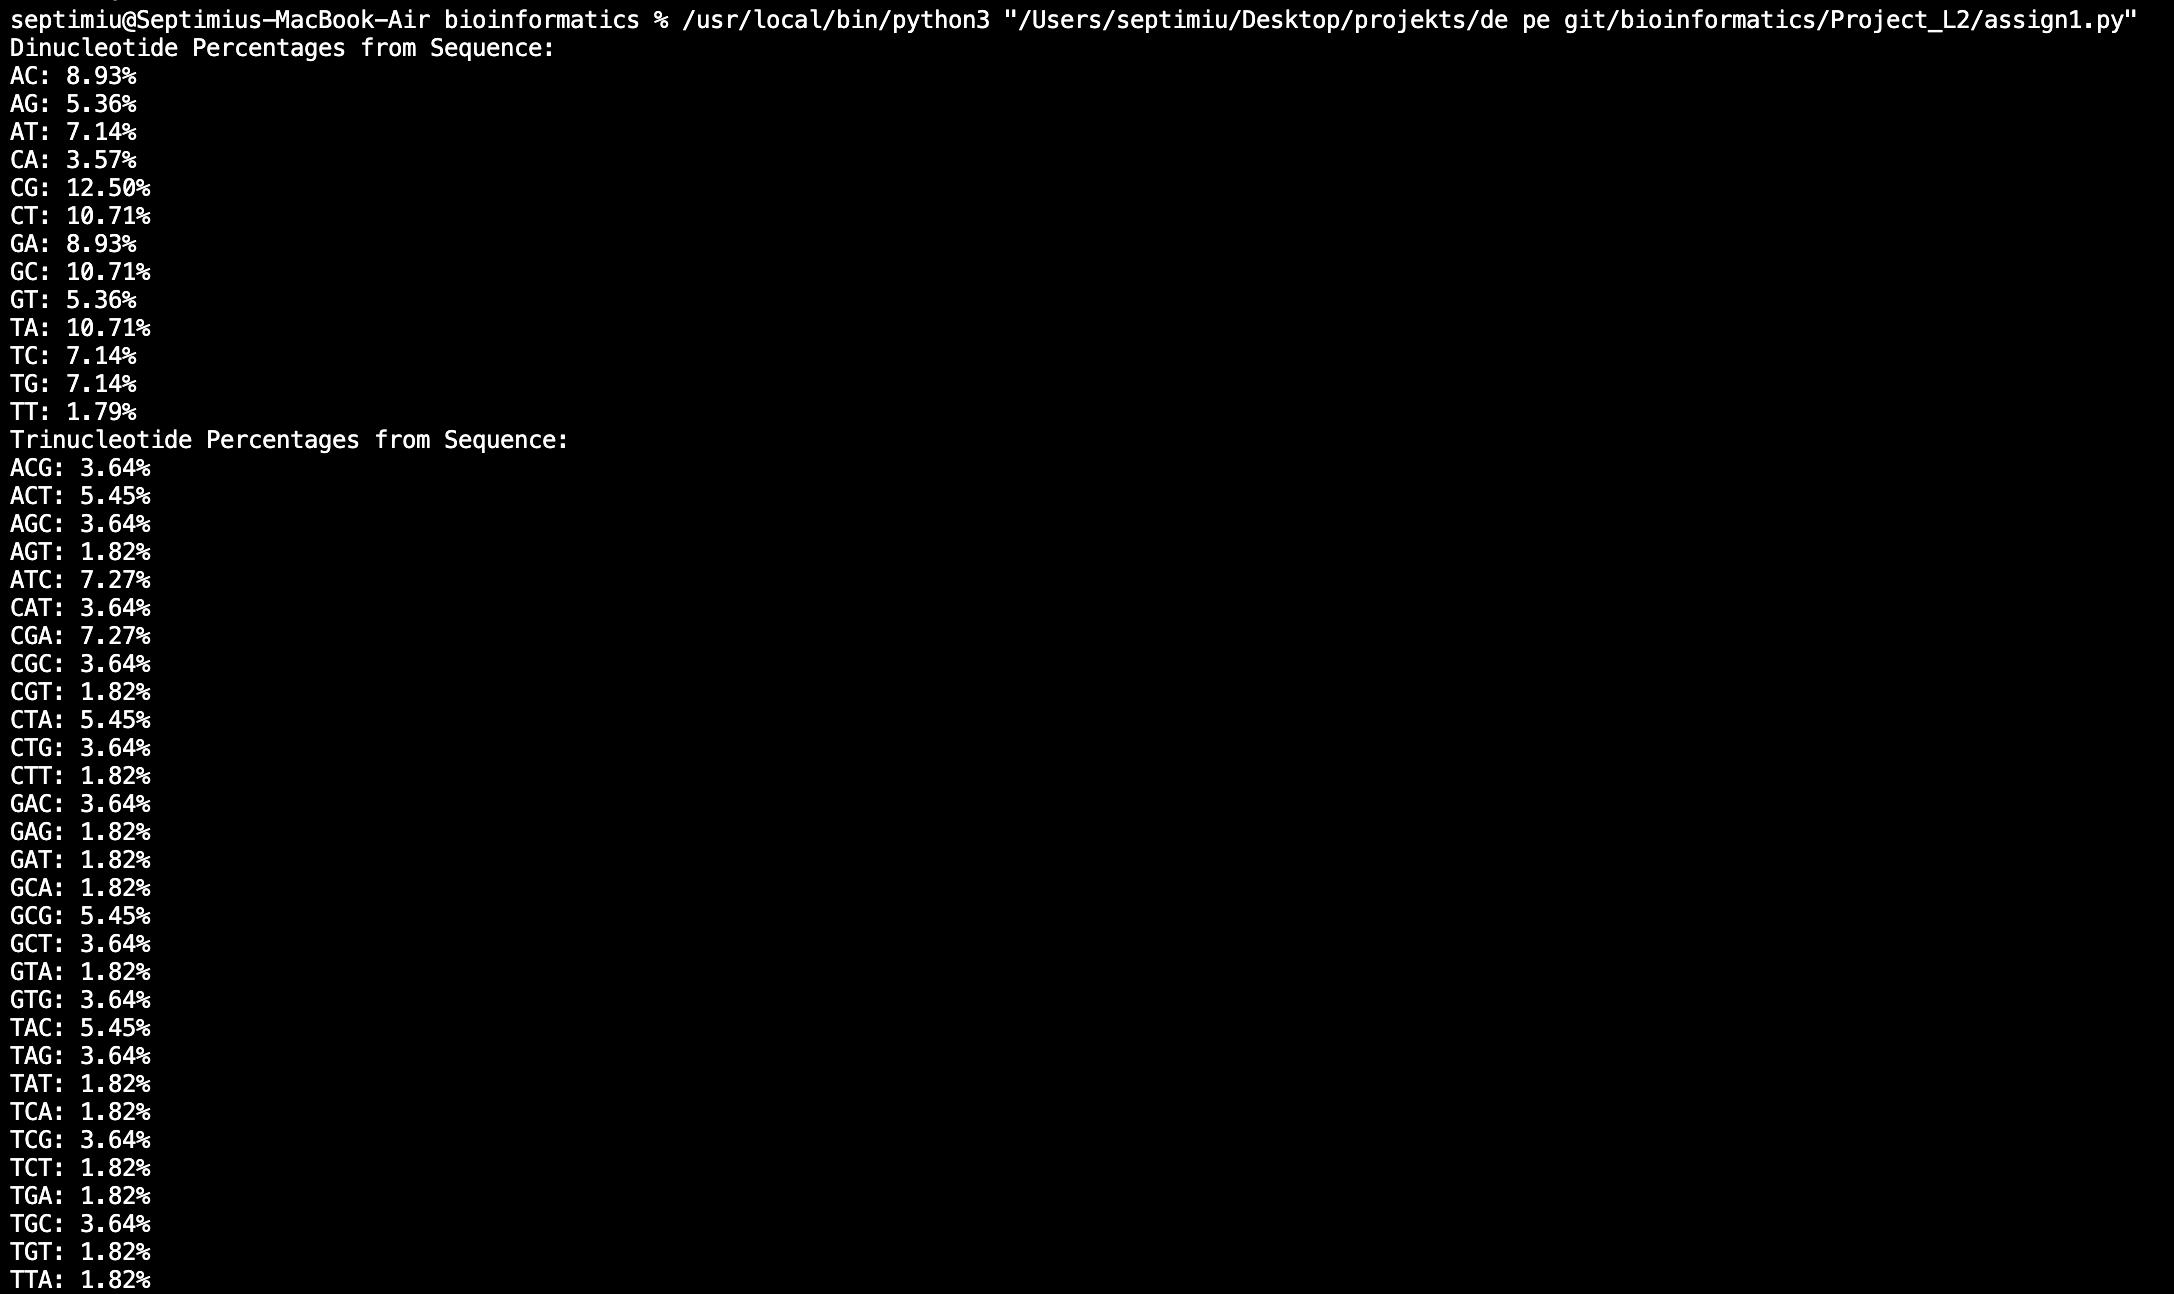 septimiu@Septimius-MacBook-Air bioinformatics % /usr/local/bin/python3 "/Users/septimiu/Desktop/projekts/de pe git/bioinformatics/Project_L2/assign1.py"
Dinucleotide Percentages from Sequence:
AC: 8.93%
AG: 5.36%
AT: 7.14%
CA: 3.57%
CG: 12.50%
CT: 10.71%
GA: 8.93%
GC: 10.71%
GT: 5.36%
TA: 10.71%
TC: 7.14%
TG: 7.14%
TT: 1.79%
Trinucleotide Percentages from Sequence:
ACG: 3.64%
ACT: 5.45%
AGC: 3.64%
AGT: 1.82%
ATC: 7.27%
CAT: 3.64%
CGA: 7.27%
CGC: 3.64%
CGT: 1.82%
CTA: 5.45%
CTG: 3.64%
CTT: 1.82%
GAC: 3.64%
GAG: 1.82%
GAT: 1.82%
GCA: 1.82%
GCG: 5.45%
GCT: 3.64%
GTA: 1.82%
GTG: 3.64%
TAC: 5.45%
TAG: 3.64%
TAT: 1.82%
TCA: 1.82%
TCG: 3.64%
TCT: 1.82%
TGA: 1.82%
TGC: 3.64%
TGT: 1.82%
TTA: 1.82%